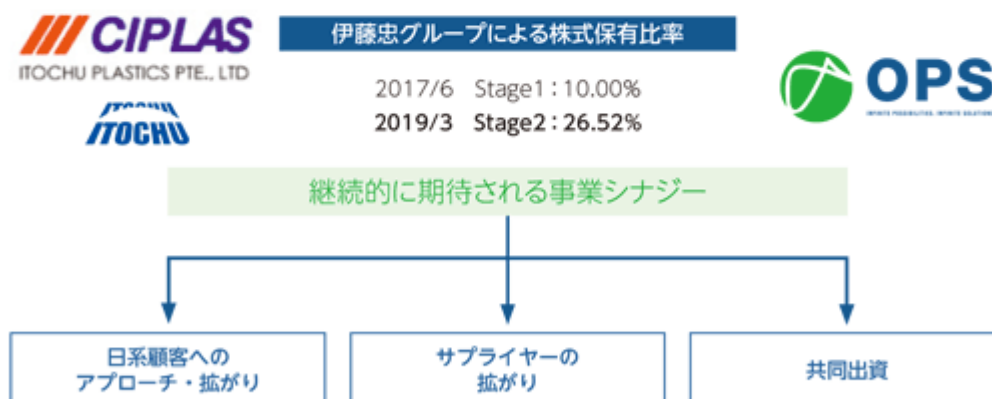 CIPLAS
ITOCHU PLASTICS PTE., LTD
ITOCHU
伊藤忠グループによる株式保有比率
2017/6 Stage1：10.00%
2019/3 Stage2：26.52%
OPS
INFINITE POSSIBILITIES. INFINITE SOLUTIONS
継続的に期待される事業シナジー
日系顧客への
アプローチ・拡がり
サプライヤーの
拡がり
共同出資